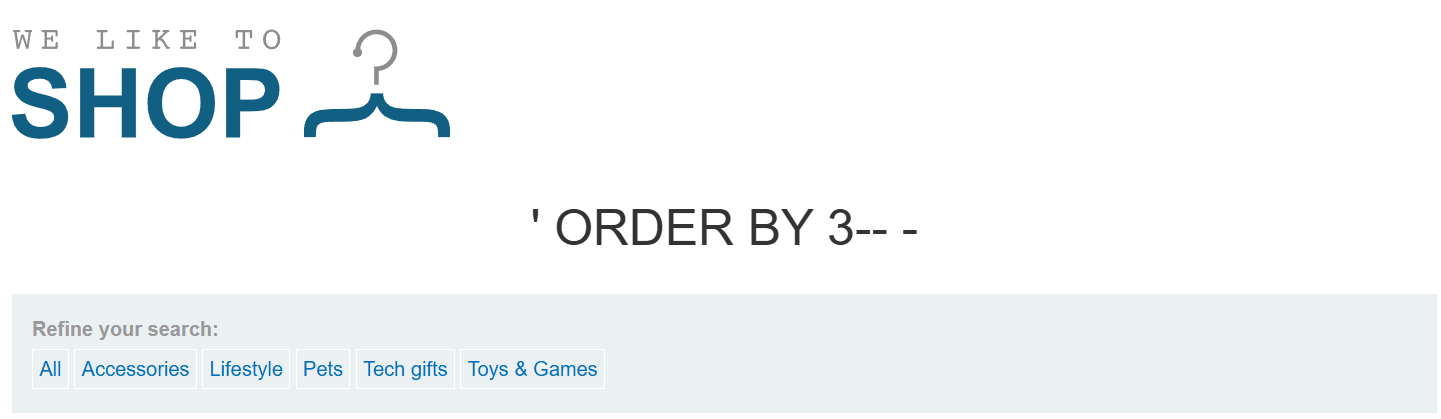 WE LIKE TO
SHOP
' ORDER BY 3-- -
Refine your search:
All Accessories Lifestyle Pets Tech gifts Toys & Games